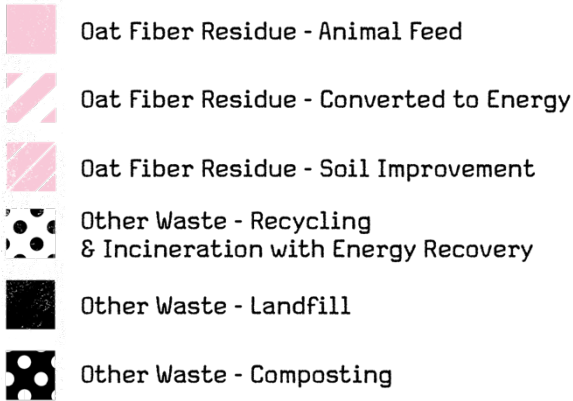 Oat Fiber Residue - Animal Feed
Oat Fiber Residue - Converted to Energy
Oat Fiber Residue - Soil Improvement
Other Waste - Recycling
& Incineration with Energy Recovery
Other Waste - Landfill
Other Waste - Composting